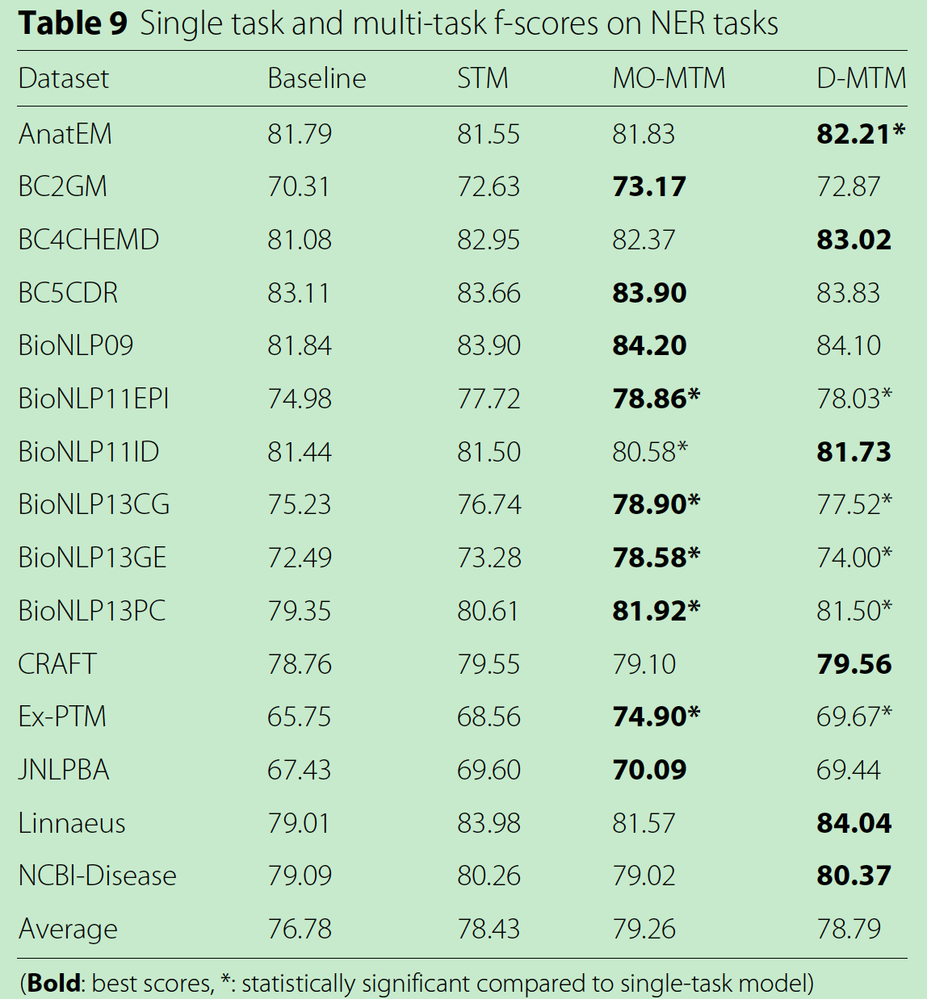 Table 9 Single task and multi-task f-scores on NER tasks
Dataset Baseline STM MO-MTM D-MTM
AnatEM 81.79 81.55 81.83 82.21*
BC2GM 70.31 72.63 73.17 72.87
BC4CHEMD 81.08 82.95 82.37 83.02
BC5CDR 83.11 83.66 83.90 83.83
BioNLP09 81.84 83.90 84.20 84.10
BioNLP11EPI 74.98 77.72 78.86* 78.03*
BioNLP11ID 81.44 81.50 80.58* 81.73
BioNLP13CG 75.23 76.74 78.90* 77.52*
BioNLP13GE 72.49 73.28 78.58* 74.00*
BioNLP13PC 79.35 80.61 81.92* 81.50*
CRAFT 78.76 79.55 79.10 79.56
Ex-PTM 65.75 68.56 74.90* 69.67*
JNLPBA 67.43 69.60 70.09 69.44
Linnaeus 79.01 83.98 81.57 84.04
NCBI-Disease 79.09 80.26 79.02 80.37
Average 76.78 78.43 79.26 78.79
(Bold: best scores, *: statistically significant compared to single-task model)